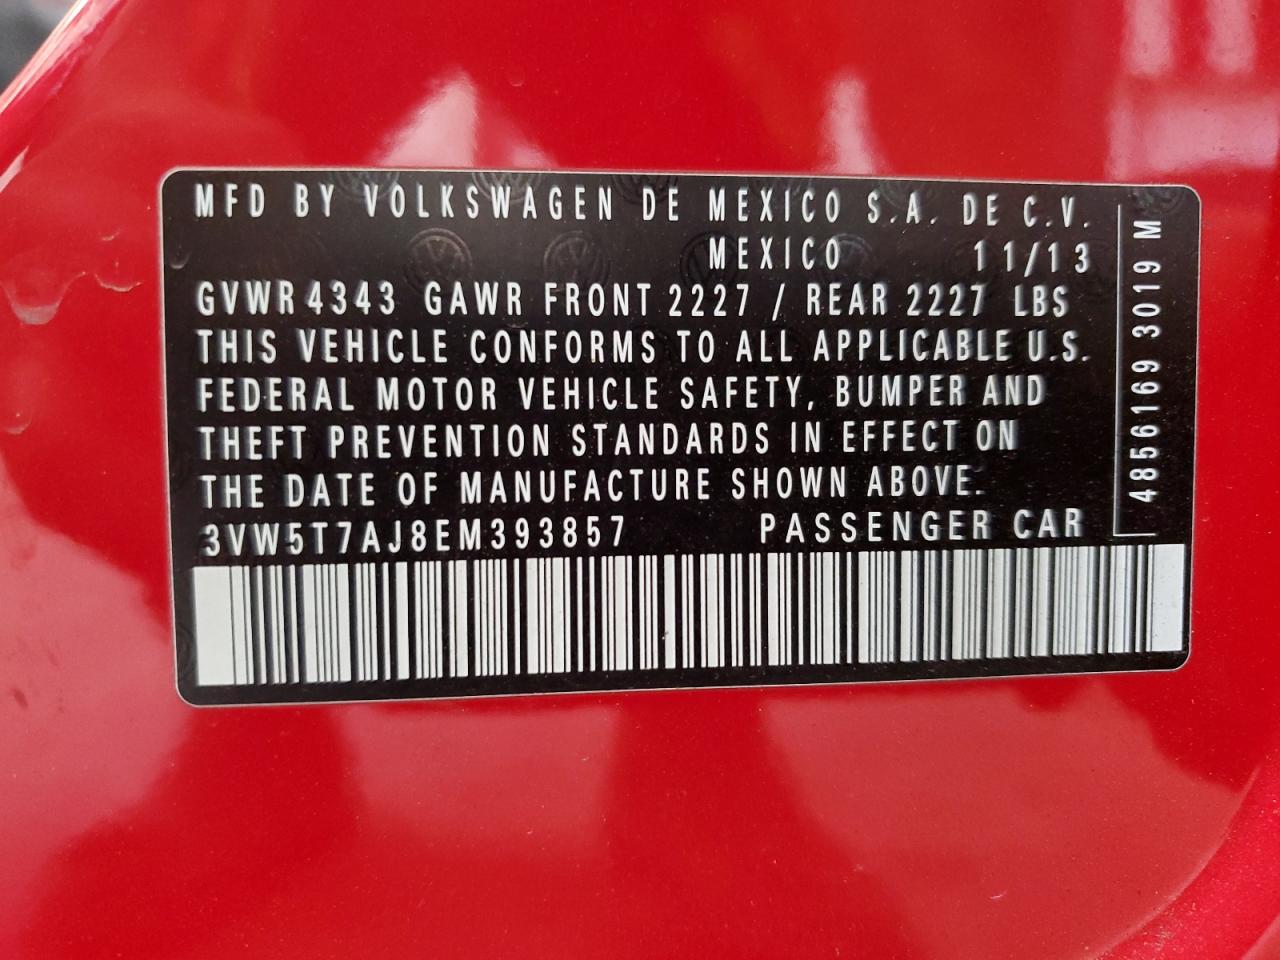 MFD BY VOLKSWAGEN DE MEXICO S.A. DE C.V.
MEXICO 11/13
GVWR 4343 GAWR FRONT 2227 / REAR 2227 LBS
THIS VEHICLE CONFORMS TO ALL APPLICABLE U.S.
FEDERAL MOTOR VEHICLE SAFETY, BUMPER AND
THEFT PREVENTION STANDARDS IN EFFECT ON
THE DATE OF MANUFACTURE SHOWN ABOVE.
3VW5T7AJ8EM393857 PASSENGER CAR
4856169 3019 M